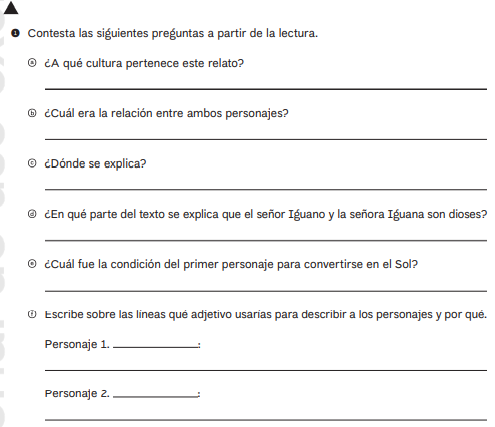 1 Contesta las siguientes preguntas a partir de la lectura.
a ¿A qué cultura pertenece este relato?
b ¿Cuál era la relación entre ambos personajes?
c ¿Dónde se explica?
d ¿En qué parte del texto se explica que el señor Iguano y la señora Iguana son dioses?
e ¿Cuál fue la condición del primer personaje para convertirse en el Sol?
f Escribe sobre las líneas qué adjetivo usarías para describir a los personajes y por qué.
Personaje 1. ____________:
Personaje 2. ____________: